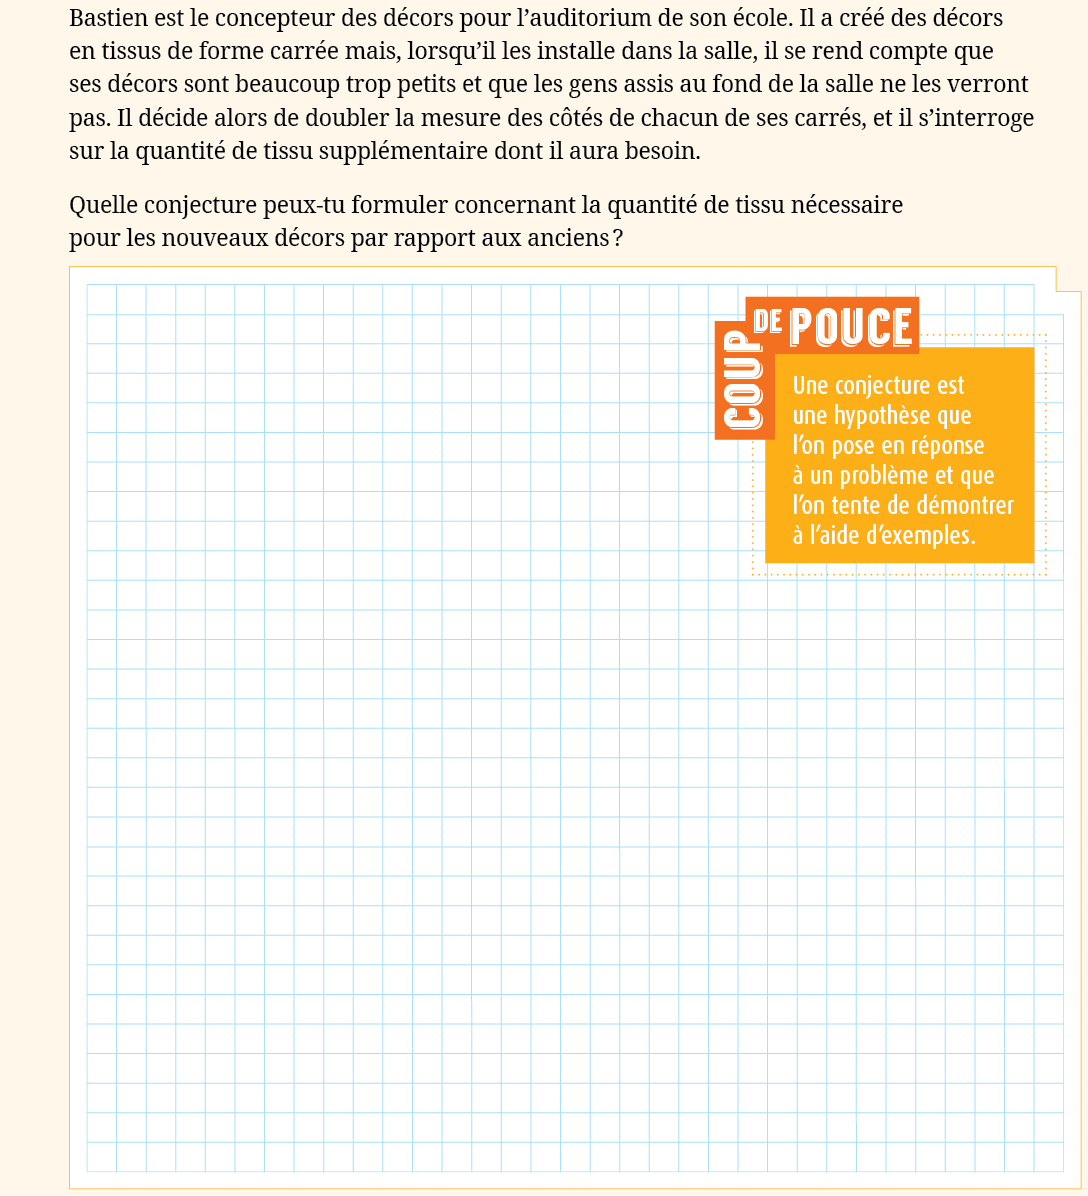 Bastien est le concepteur des décors pour l’auditorium de son école. Il a créé des décors
en tissus de forme carrée mais, lorsqu’il les installe dans la salle, il se rend compte que
ses décors sont beaucoup trop petits et que les gens assis au fond de la salle ne les verront
pas. Il décide alors de doubler la mesure des côtés de chacun de ses carrés, et il s’interroge
sur la quantité de tissu supplémentaire dont il aura besoin.
Quelle conjecture peux-tu formuler concernant la quantité de tissu nécessaire
pour les nouveaux décors par rapport aux anciens ?
COUP DE POUCE
Une conjecture est
une hypothèse que
l’on pose en réponse
à un problème et que
l’on tente de démontrer
à l’aide d’exemples.